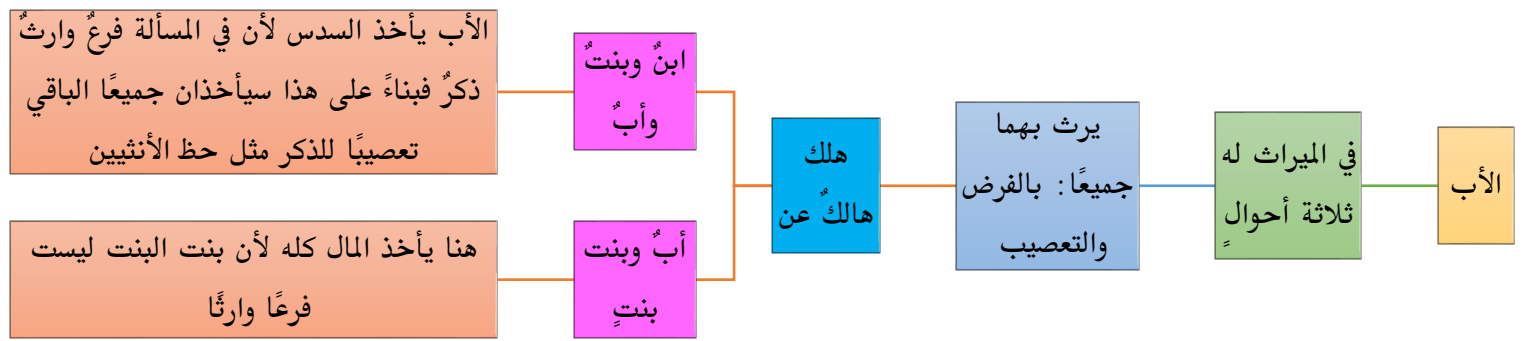 الأب
في الميراث له
ثلاثة أحوالٍ
يرث بهما
جميعًا: بالفرض
والتعصيب
هلك
هالكٌ عن
ابنٌ وبنتٌ
وأبٌ
الأب يأخذ السدس لأن في المسألة فرعٌ وارثٌ
ذكرٌ فبناءً على هذا سيأخذان جميعًا الباقي
تعصيبًا للذكر مثل حظ الأنثيين
أبٌ وبنت
بنتٍ
هنا يأخذ المال كله لأن بنت البنت ليست
فرعًا وارثًا